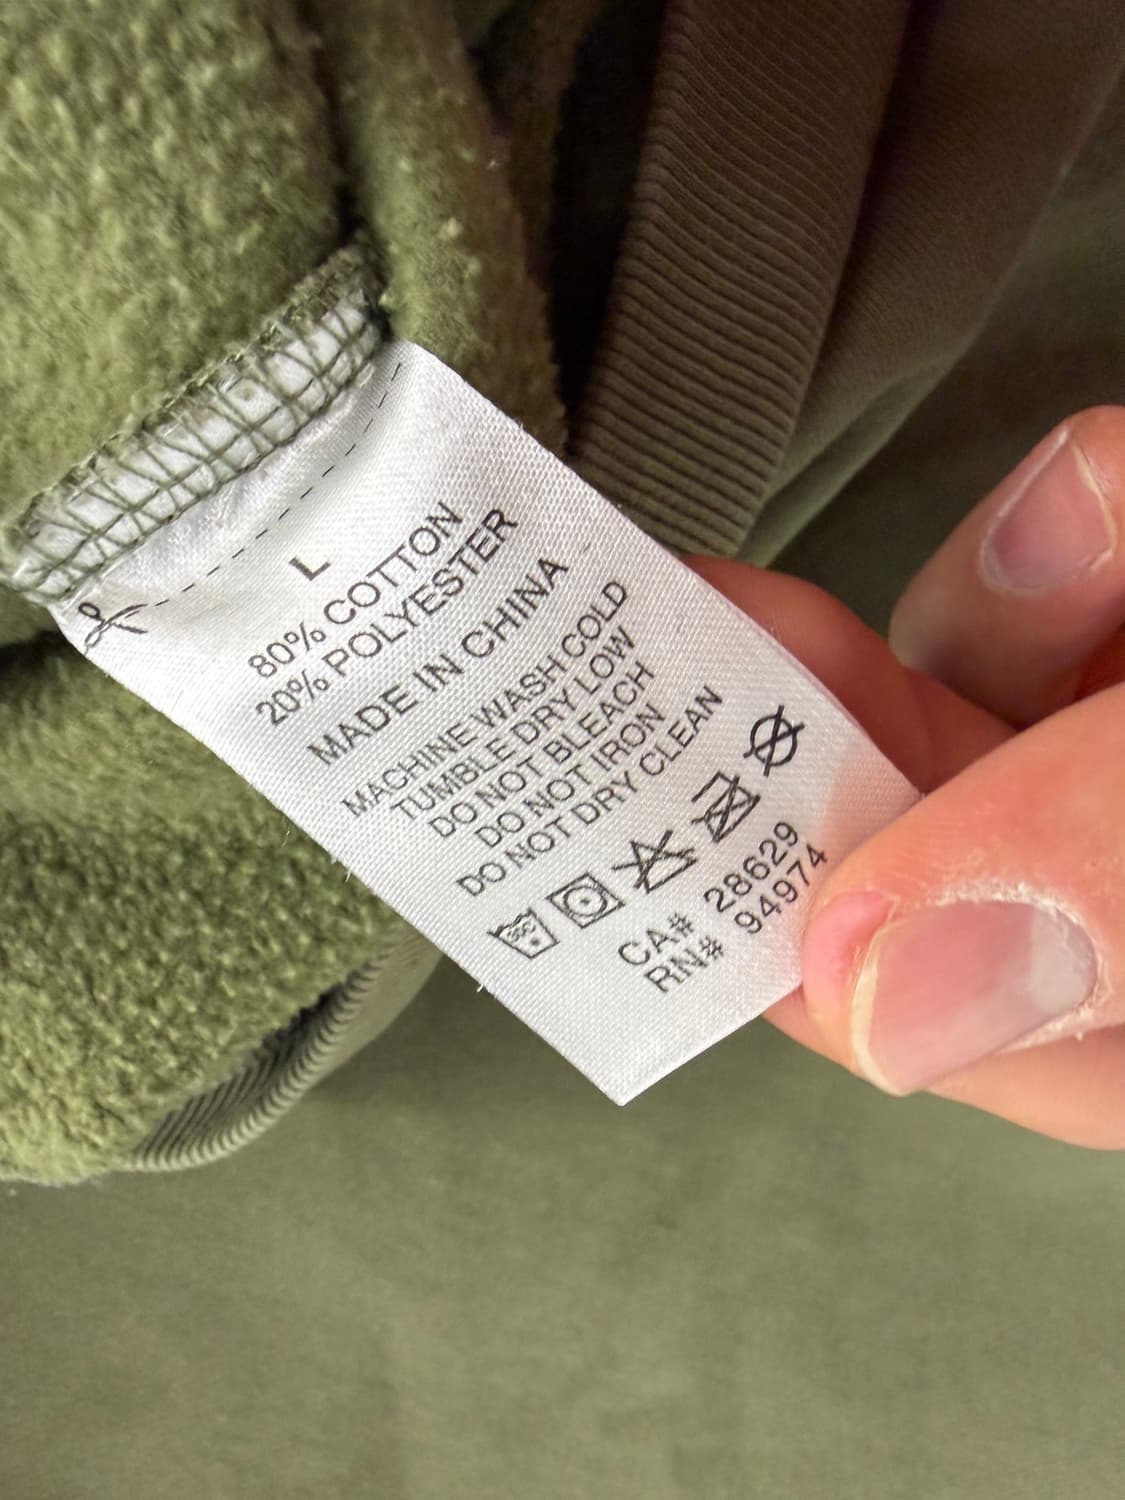 L
80% COTTON
20% POLYESTER
MADE IN CHINA
MACHINE WASH COLD
TUMBLE DRY LOW
DO NOT BLEACH
DO NOT IRON
DO NOT DRY CLEAN
30C
CA# 28629
RN# 94974